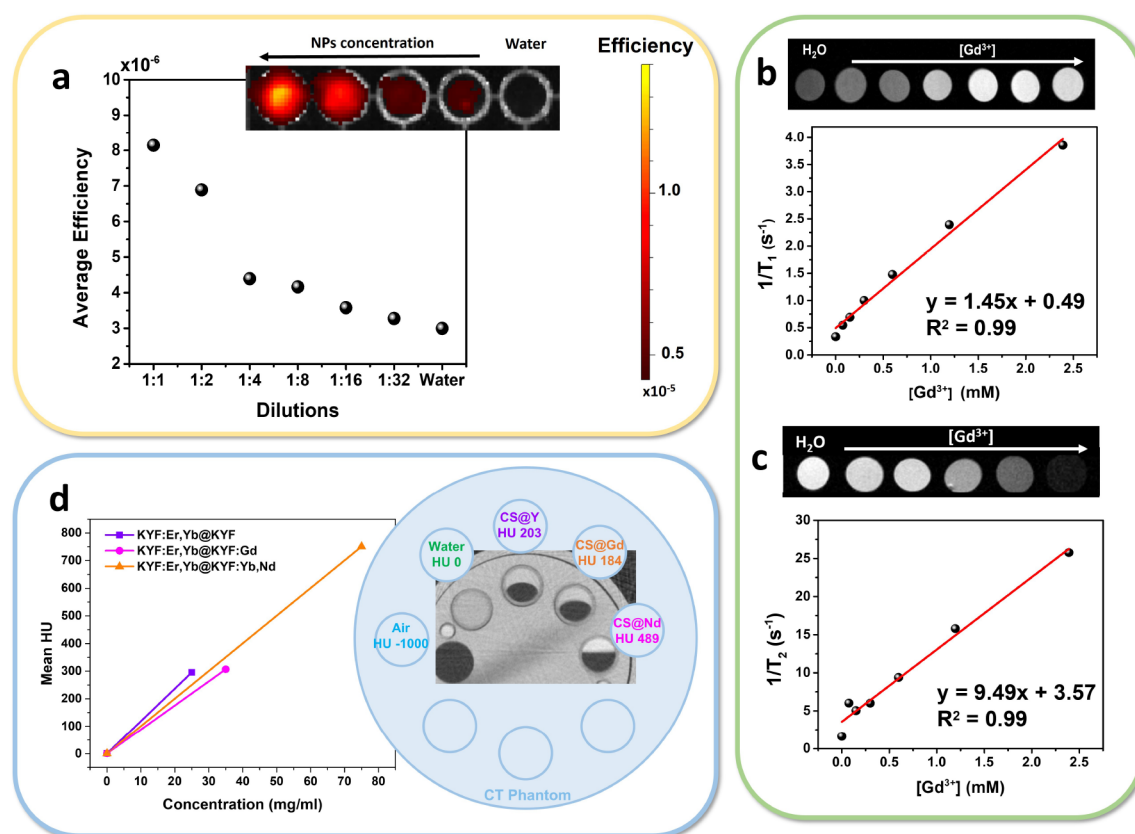 a
NPs concentration
Water
Efficiency
1.0
0.5
x10⁻⁵
x10⁻⁶
10
9
8
7
6
5
4
3
2
Average Efficiency
1:1 1:2 1:4 1:8 1:16 1:32 Water
Dilutions
b
H₂O
[Gd³⁺]
4.0
3.5
3.0
2.5
2.0
1.5
1.0
0.5
0.0
1/T₁ (s⁻¹)
y = 1.45x + 0.49
R² = 0.99
0.0 0.5 1.0 1.5 2.0 2.5
[Gd³⁺] (mM)
c
H₂O
[Gd³⁺]
30
25
20
15
10
5
0
1/T₂ (s⁻¹)
y = 9.49x + 3.57
R² = 0.99
0.0 0.5 1.0 1.5 2.0 2.5
[Gd³⁺] (mM)
d
KYF:Er,Yb@KYF
KYF:Er,Yb@KYF:Gd
KYF:Er,Yb@KYF:Yb,Nd
800
700
600
500
400
300
200
100
0
Mean HU
0 5 10 15 20 25 30 35 40 45 50 55 60 65 70 75 80
Concentration (mg/ml)
Air
HU -1000
Water
HU 0
CS@Y
HU 203
CS@Gd
HU 184
CS@Nd
HU 489
CT Phantom